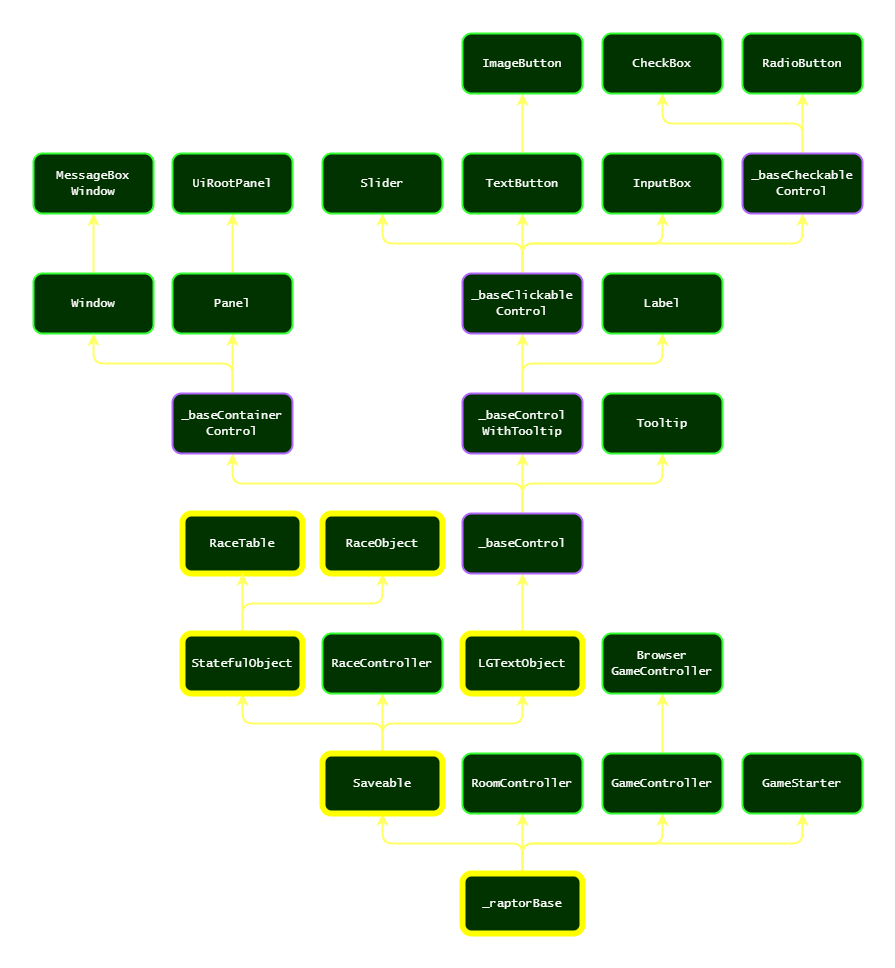 ImageButton
CheckBox
RadioButton
MessageBox
Window
UiRootPanel
Slider
TextButton
InputBox
_baseCheckable
Control
Window
Panel
_baseClickable
Control
Label
_baseContainer
Control
_baseControl
WithTooltip
Tooltip
RaceTable
RaceObject
_baseControl
StatefulObject
RaceController
LGTextObject
Browser
GameController
Saveable
RoomController
GameController
GameStarter
_raptorBase